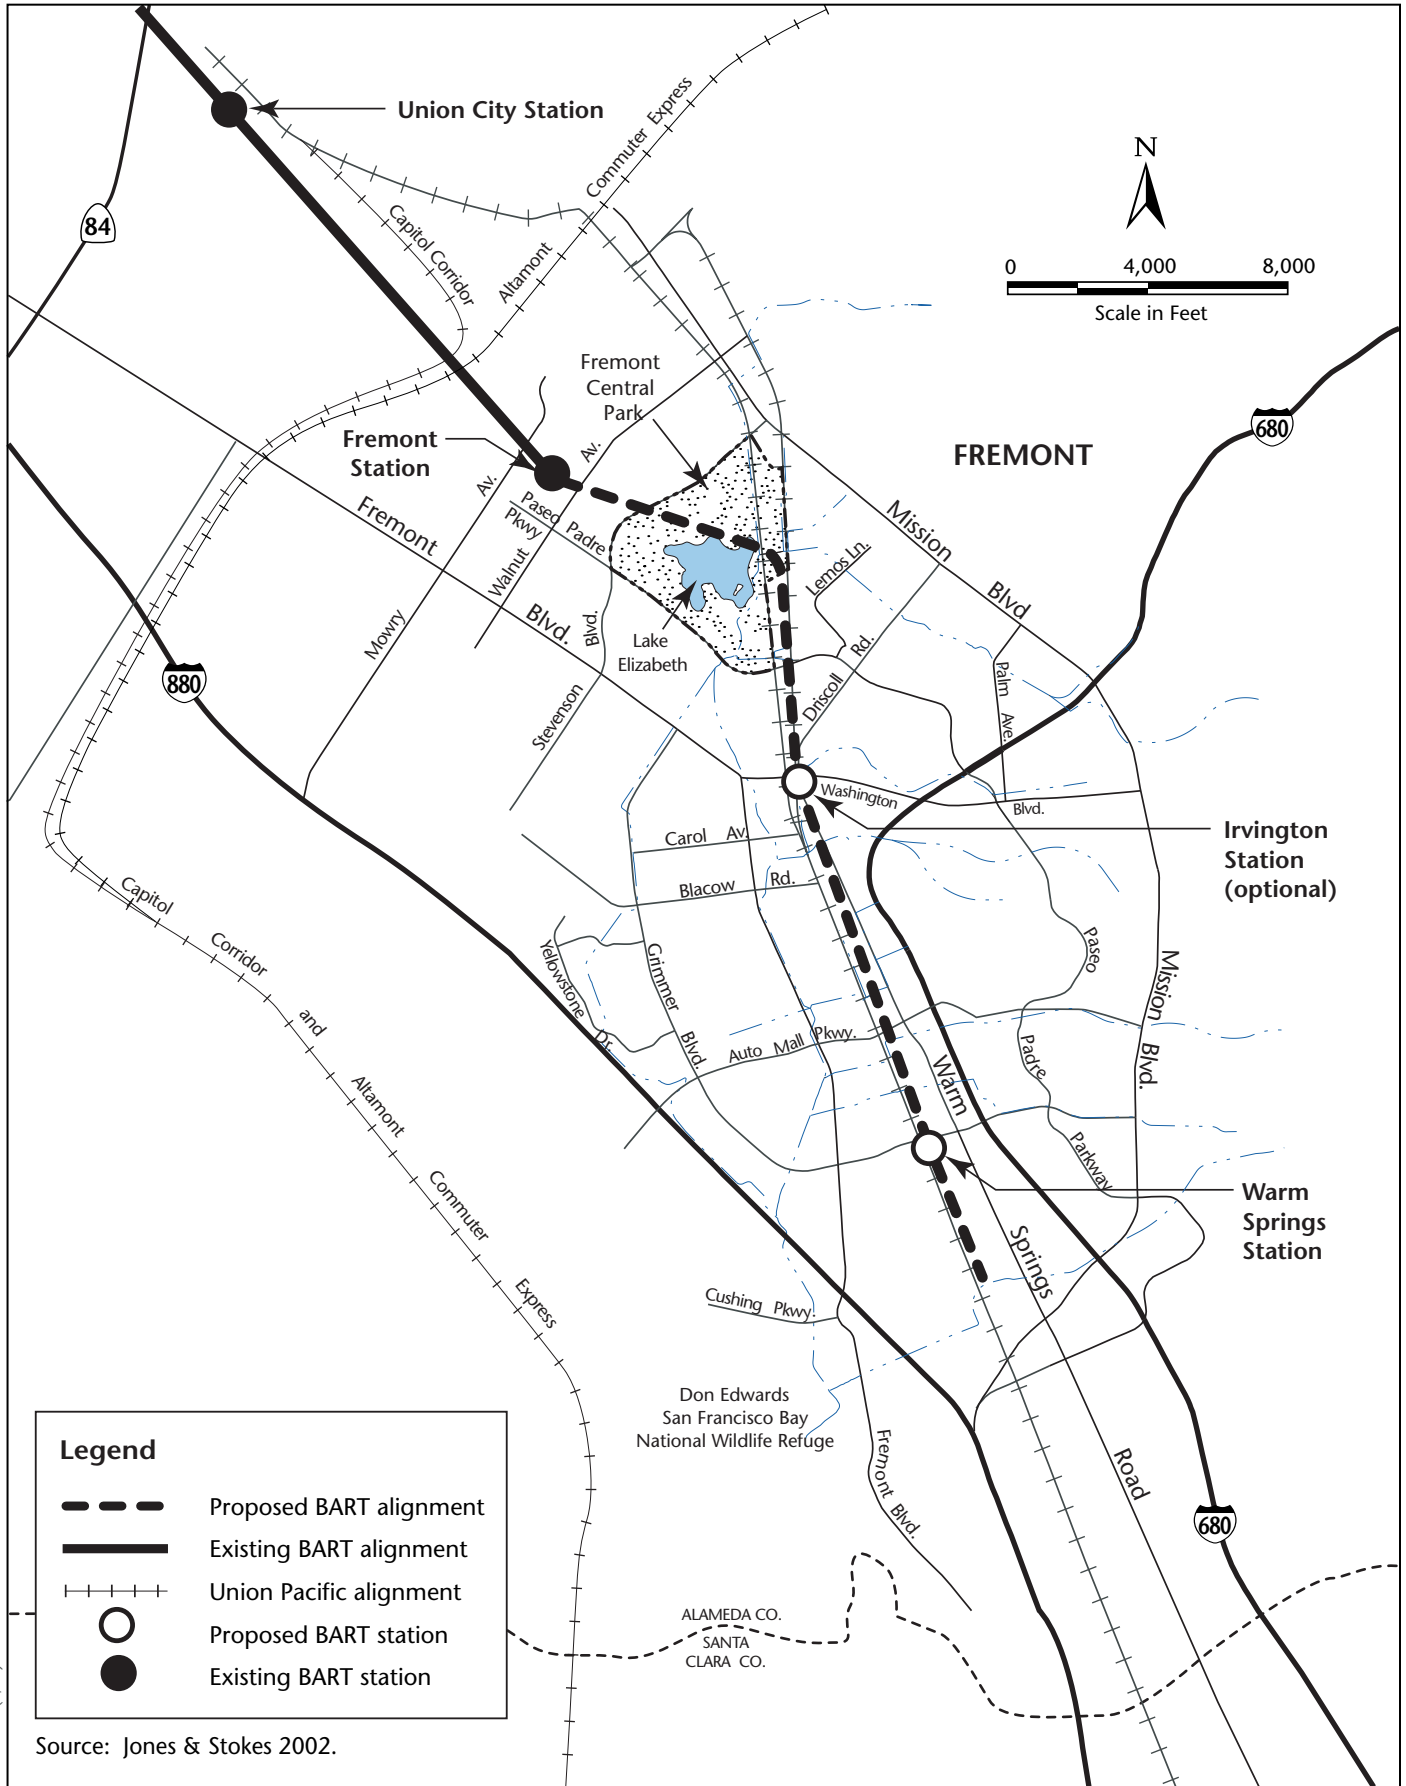 Union City Station
Commuter Express
N
84
Capitol Corridor
Altamont
0 4,000 8,000
Scale in Feet
Fremont
Central
Park
680
Fremont
Station
FREMONT
Av.
Av.
Paseo Padre
Pkwy
Fremont
Blvd.
Mission
Blvd
Walnut
Lemos Ln.
Mowry
Blvd.
Stevenson
Lake
Elizabeth
Rd.
Driscoll
Palm
Ave.
880
Washington
Blvd.
Carol Av.
Blacow Rd.
Irvington
Station
(optional)
Capitol
Corridor
and
Altamont
Commuter
Express
Yellowstone
Dr.
Grimmer
Blvd.
Auto Mall Pkwy.
Paseo
Padre
Parkway
Mission
Blvd.
Warm
Springs
Road
Warm
Springs
Station
Cushing Pkwy.
Don Edwards
San Francisco Bay
National Wildlife Refuge
Fremont Blvd.
680
ALAMEDA CO.
SANTA
CLARA CO.
Legend
Proposed BART alignment
Existing BART alignment
Union Pacific alignment
Proposed BART station
Existing BART station
Source: Jones & Stokes 2002.